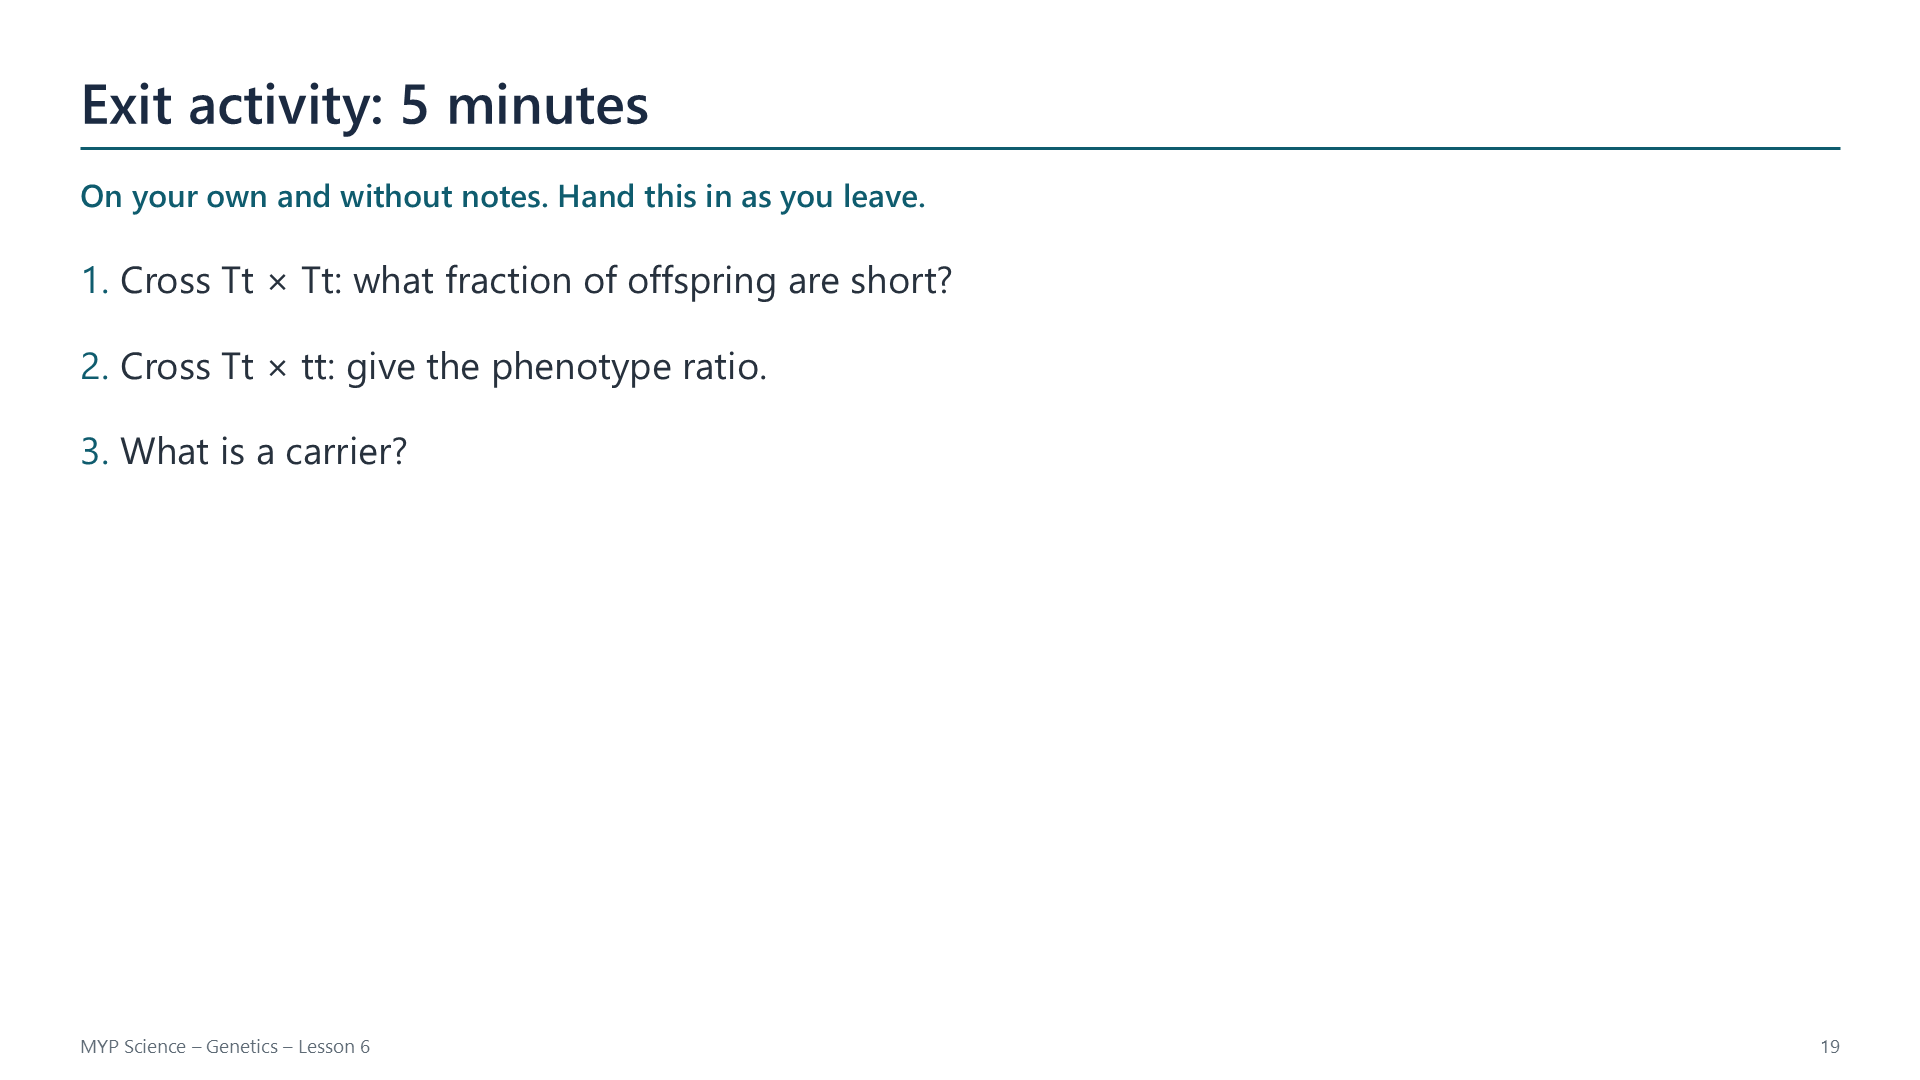 Exit activity: 5 minutes
On your own and without notes. Hand this in as you leave.
1. Cross Tt × Tt: what fraction of offspring are short?
2. Cross Tt × tt: give the phenotype ratio.
3. What is a carrier?
MYP Science – Genetics – Lesson 6
19